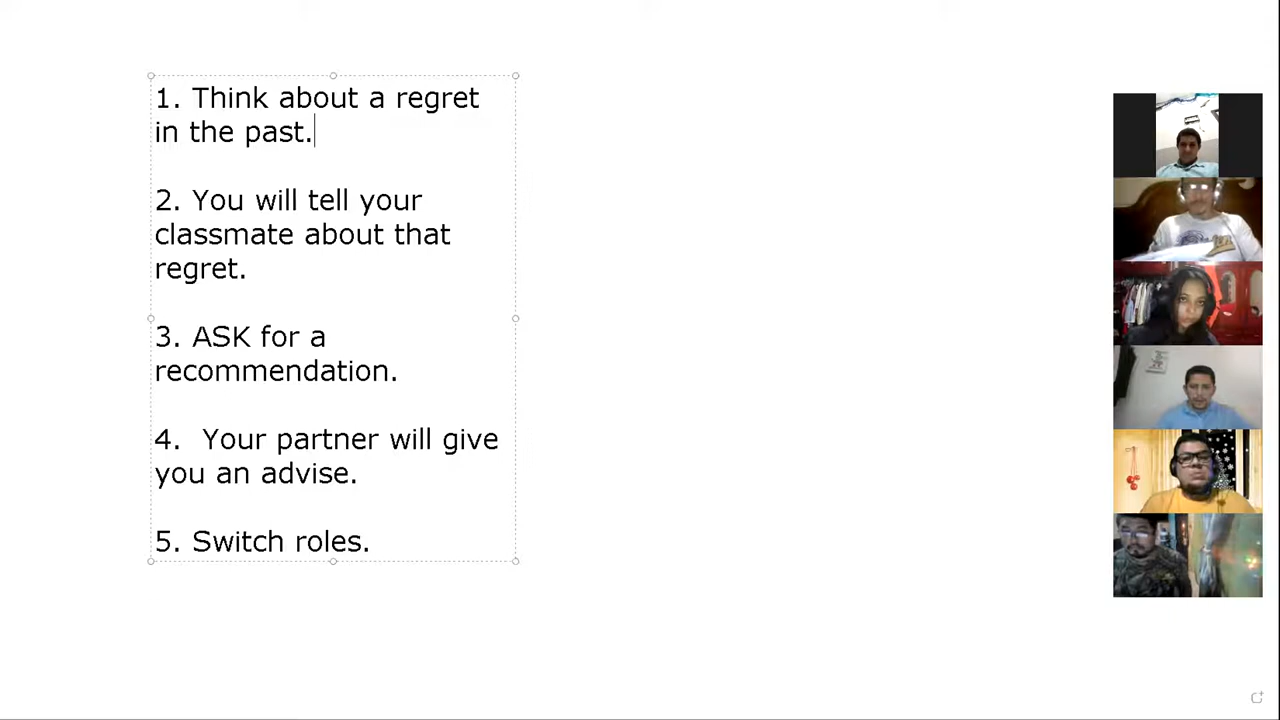 1. Think about a regret
in the past.
2. You will tell your
classmate about that
regret.
3. ASK for a
recommendation.
4.  Your partner will give
you an advise.
5. Switch roles.